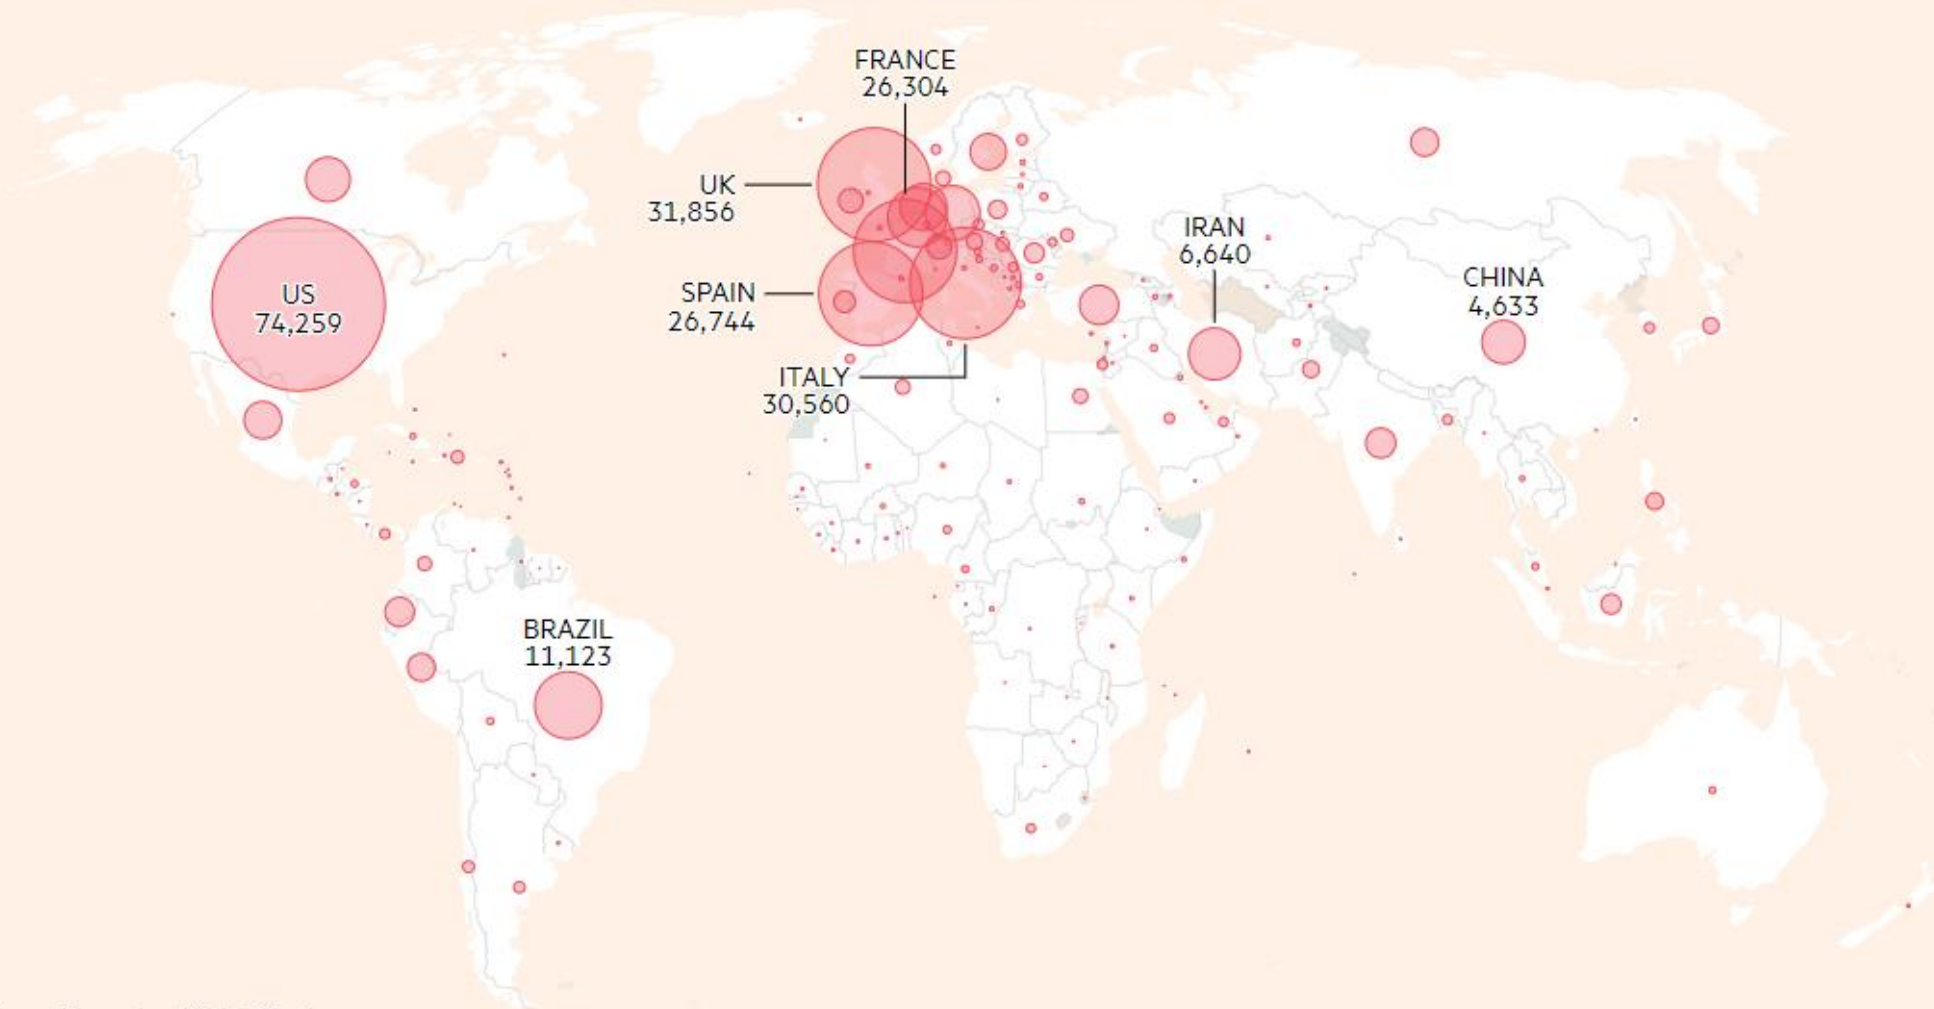 FRANCE
26,304
UK
31,856
SPAIN
26,744
ITALY
30,560
US
74,259
IRAN
6,640
CHINA
4,633
BRAZIL
11,123